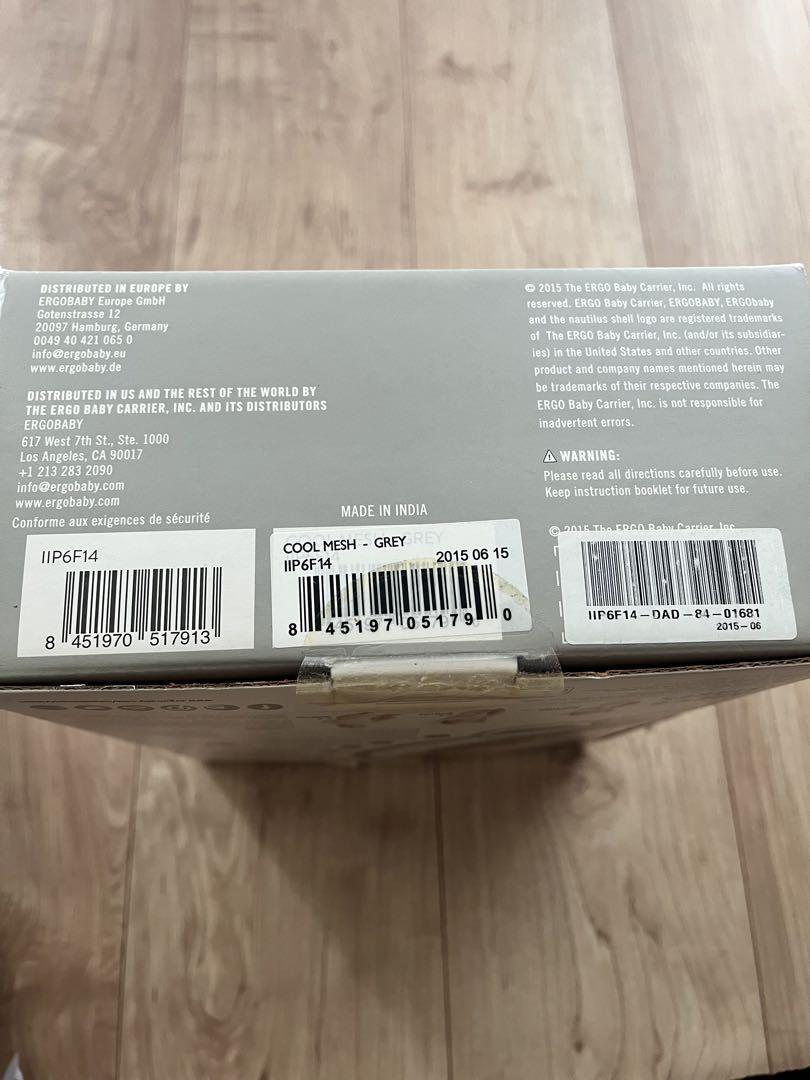 DISTRIBUTED IN EUROPE BY
ERGOBABY Europe GmbH
Gotenstrasse 12
20097 Hamburg, Germany
0049 40 421 065 0
info@ergobaby.eu
www.ergobaby.de
DISTRIBUTED IN US AND THE REST OF THE WORLD BY
THE ERGO BABY CARRIER, INC. AND ITS DISTRIBUTORS
ERGOBABY
617 West 7th St., Ste. 1000
Los Angeles, CA 90017
+1 213 283 2090
info@ergobaby.com
www.ergobaby.com
Conforme aux exigences de sécurité
MADE IN INDIA
© 2015 The ERGO Baby Carrier, Inc. All rights
reserved. ERGO Baby Carrier, ERGOBABY, ERGObaby
and the nautilus shell logo are registered trademarks
of The ERGO Baby Carrier, Inc. (and/or its subsidiar-
ies) in the United States and other countries. Other
product and company names mentioned herein may
be trademarks of their respective companies. The
ERGO Baby Carrier, Inc. is not responsible for
inadvertent errors.
⚠ WARNING:
Please read all directions carefully before use.
Keep instruction booklet for future use.
© 2015 The ERGO Baby Carrier, Inc.
IIP6F14
8 451970 517913
COOL MESH - GREY
IIP6F14 2015 06 15
8 45197 05179 0
IIP6F14-DAD-84-01681
2015-06